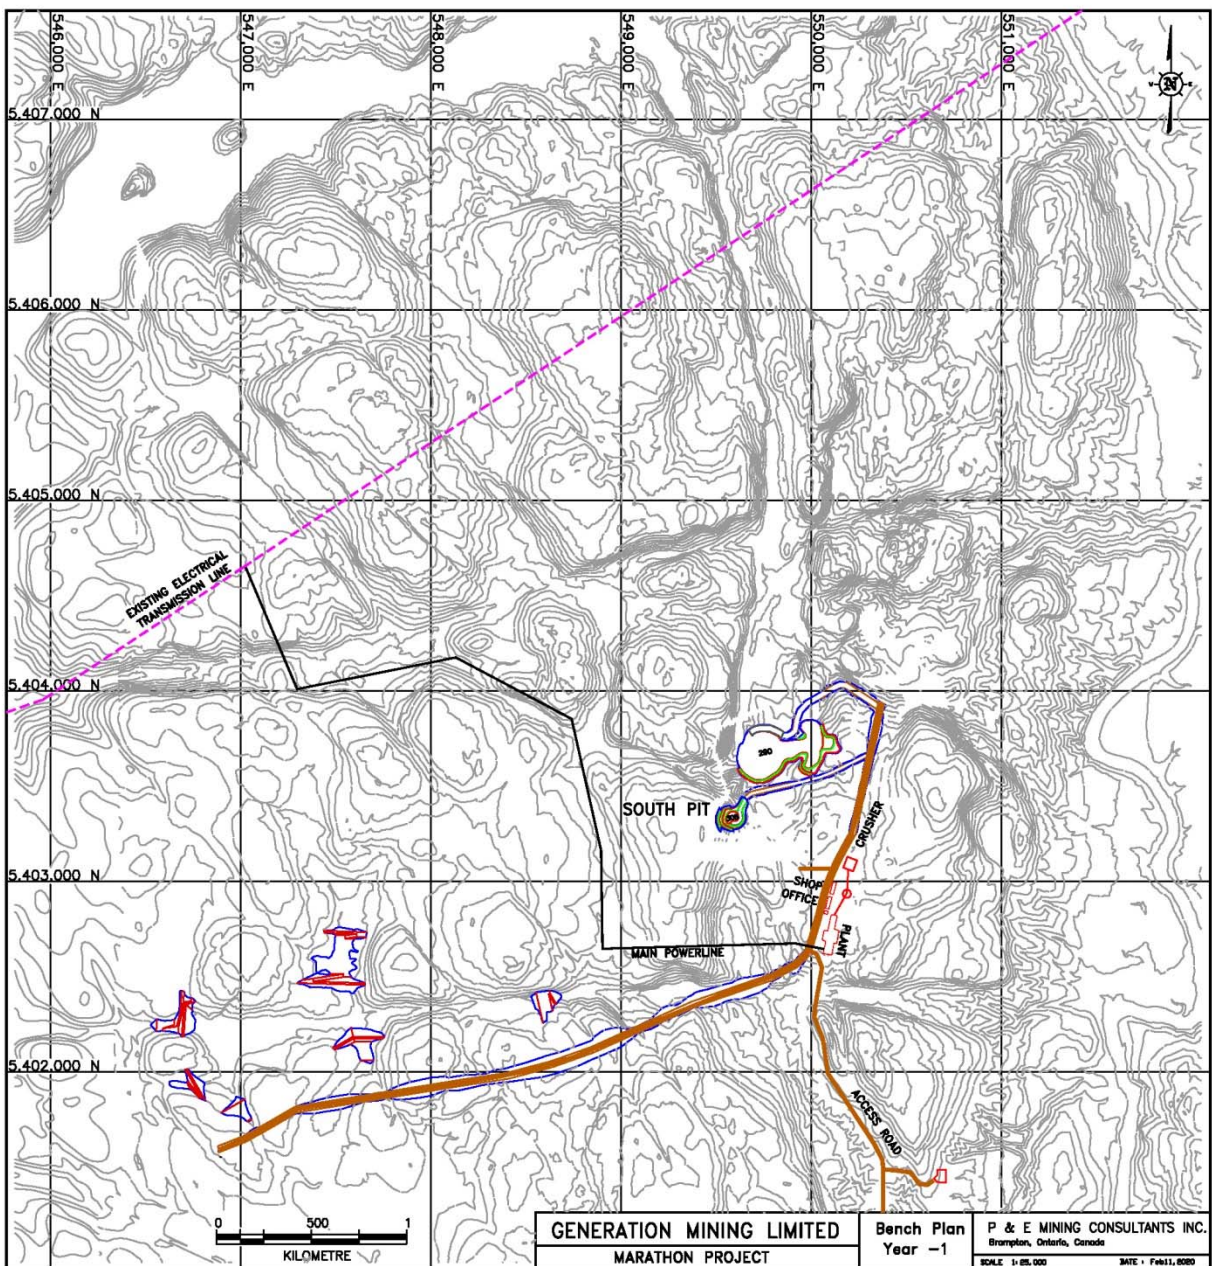 546,000 E
547,000 E
548,000 E
549,000 E
550,000 E
551,000 E
5,407,000 N
5,406,000 N
5,405,000 N
EXISTING ELECTRICAL
TRANSMISSION LINE
5,404,000 N
280
SOUTH PIT
CRUSHER
5,403,000 N
SHOP
OFFICE
PLANT
MAIN POWERLINE
5,402,000 N
ACCESS ROAD
0 500 1
KILOMETRE
GENERATION MINING LIMITED
MARATHON PROJECT
Bench Plan
Year -1
P & E MINING CONSULTANTS INC.
Brampton, Ontario, Canada
SCALE 1:25,000 DATE : Feb11,2020